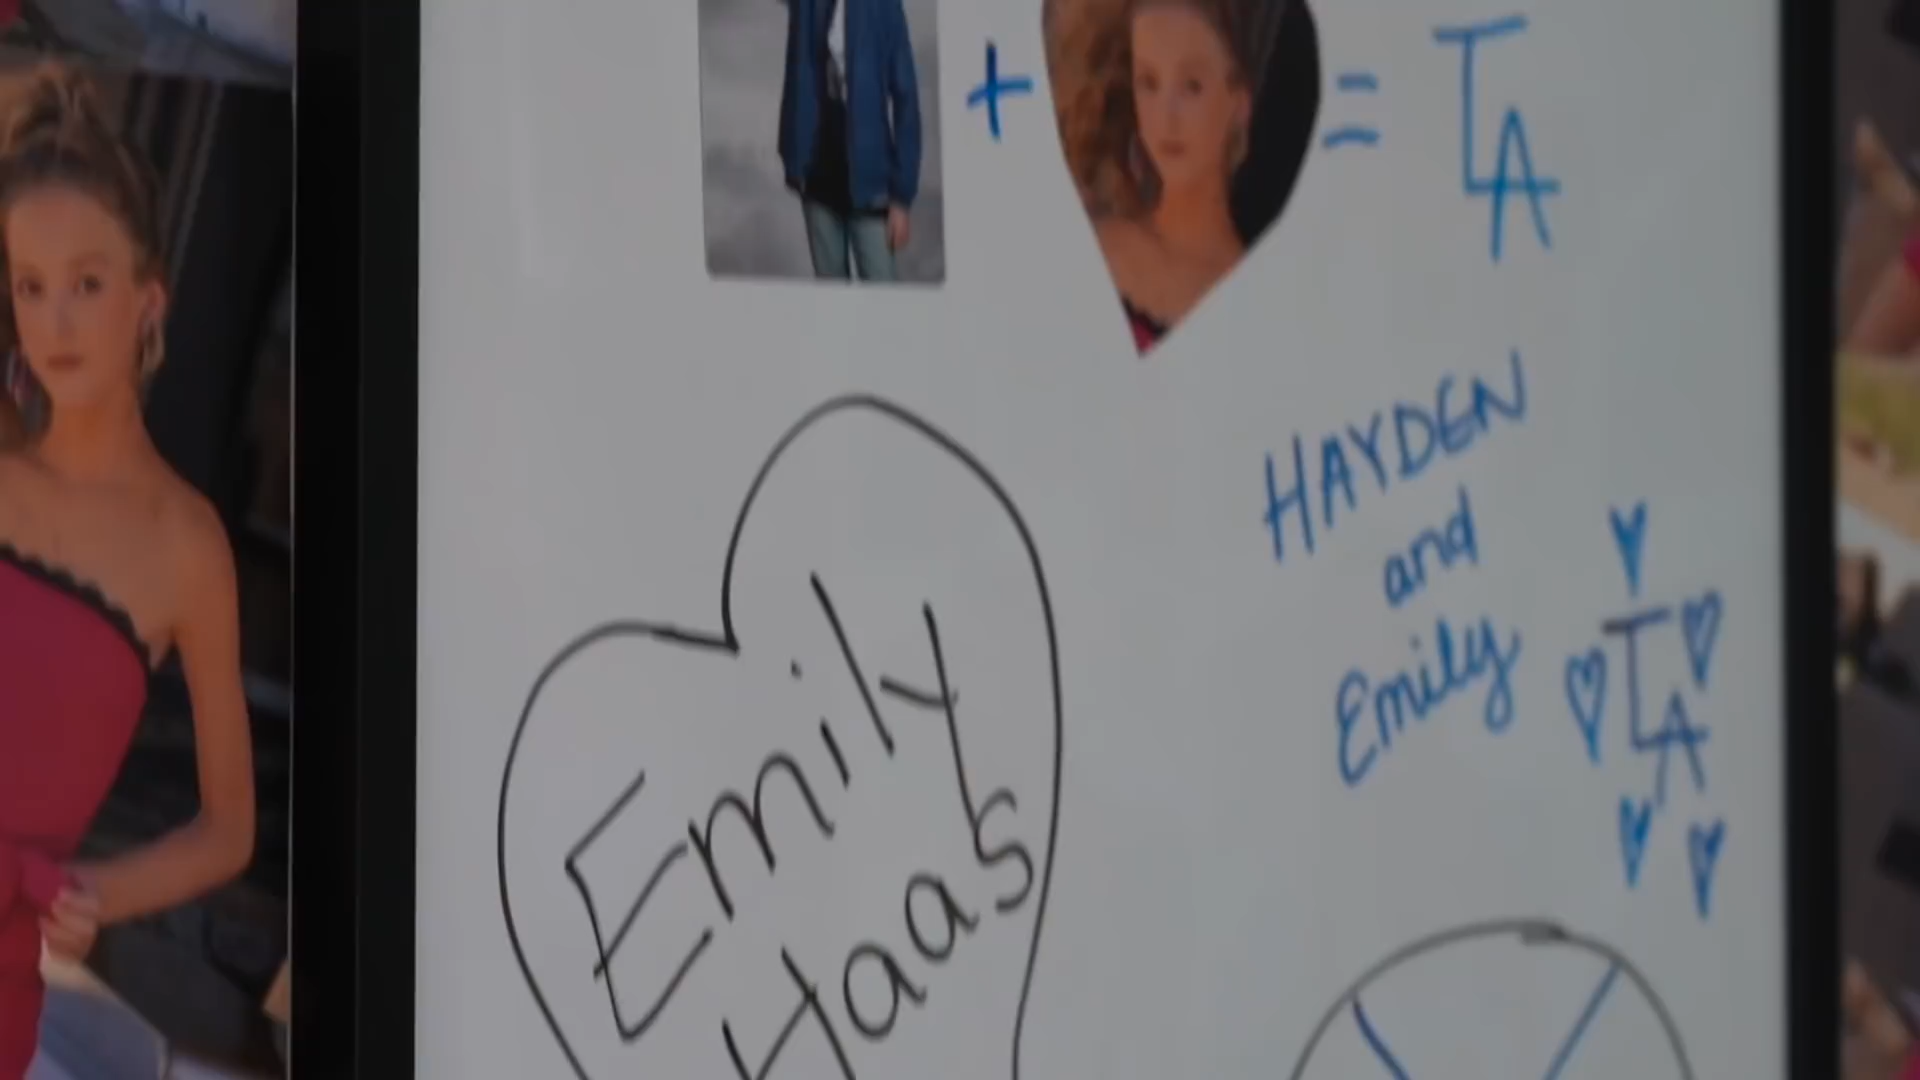 + = TA
HAYDEN
and
Emily
TA
Emily
Haas